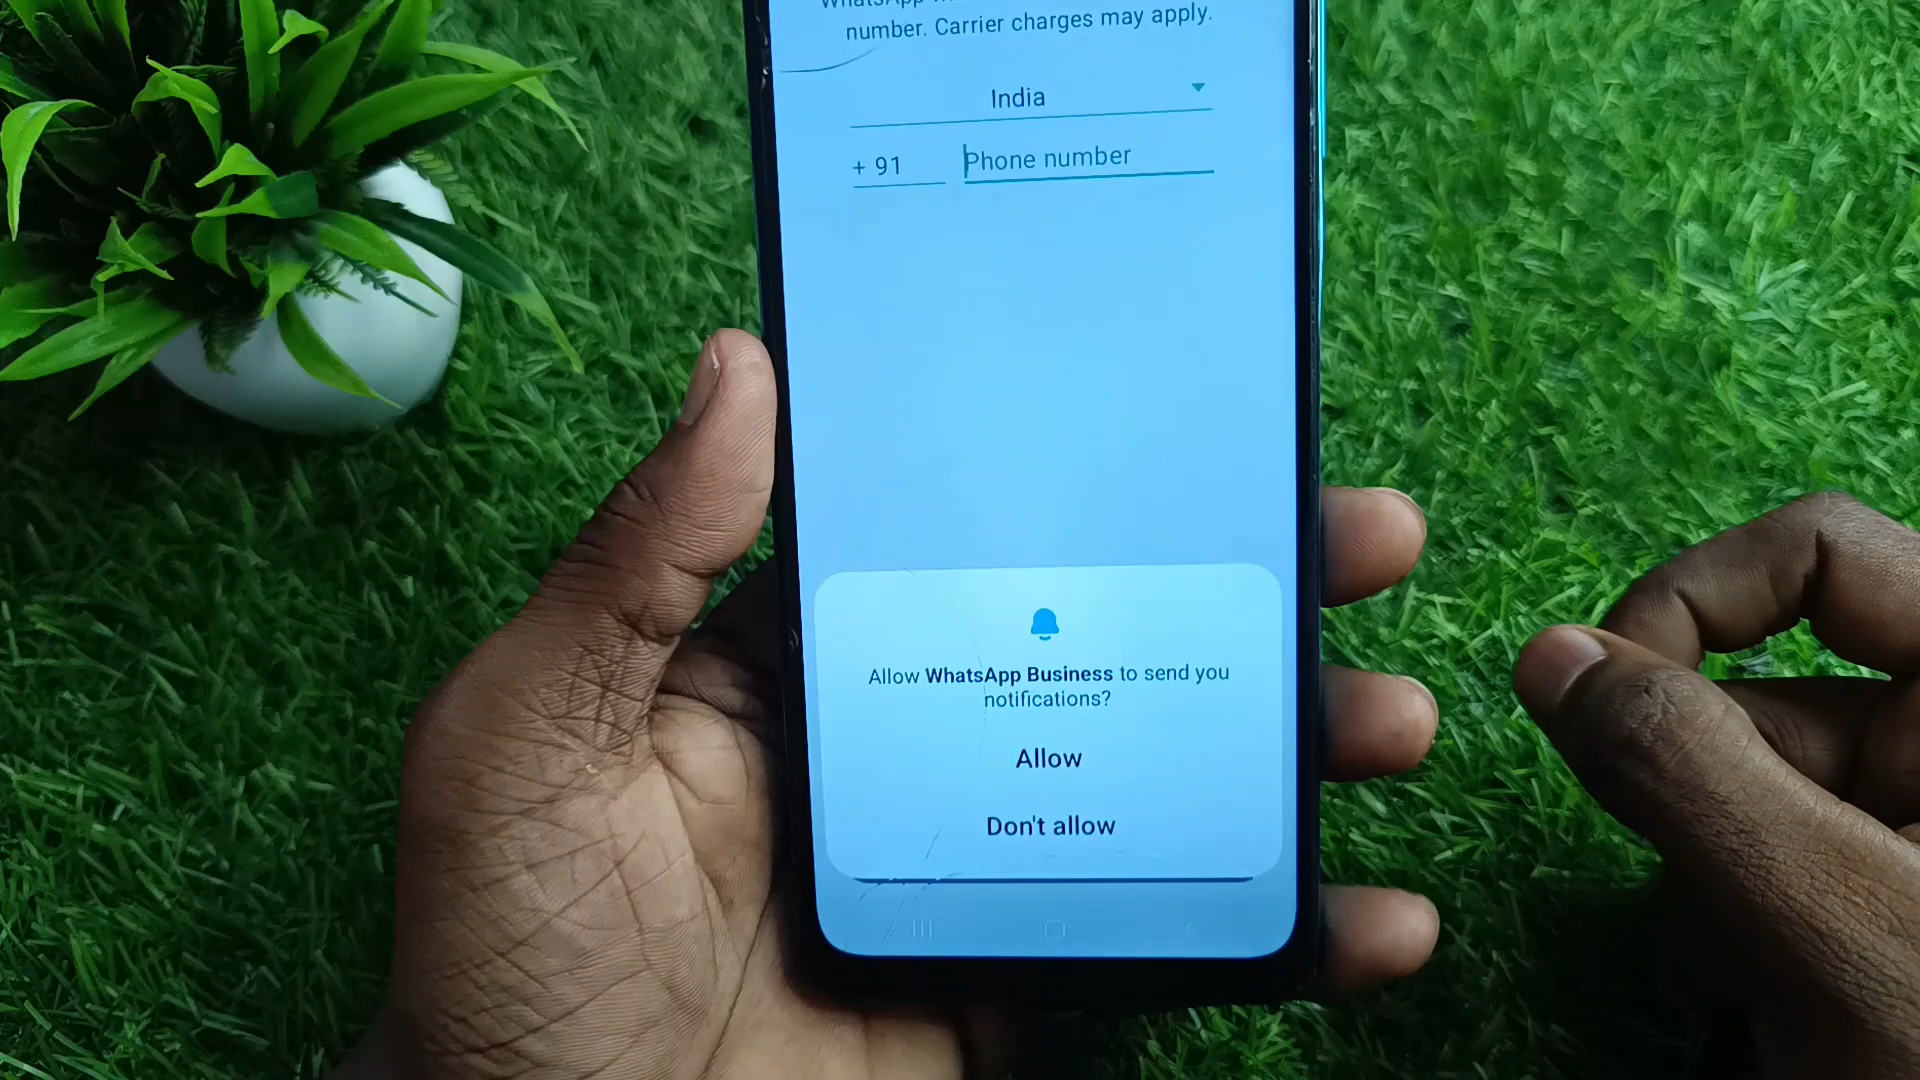 WhatsApp
number. Carrier charges may apply.
India
+ 91 Phone number
Allow WhatsApp Business to send you
notifications?
Allow
Don't allow